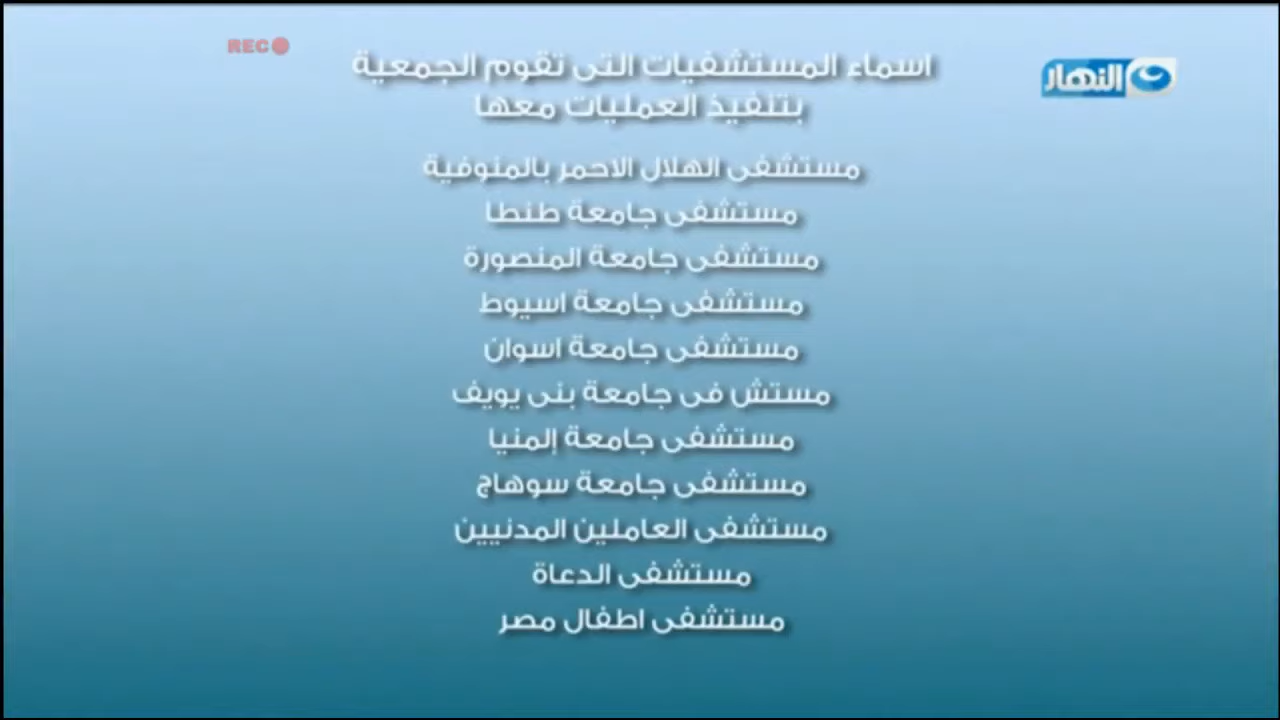 REC
النهار
اسماء المستشفيات التى تقوم الجمعية
بتنفيذ العمليات معها
مستشفى الهلال الاحمر بالمنوفية
مستشفى جامعة طنطا
مستشفى جامعة المنصورة
مستشفى جامعة اسيوط
مستشفى جامعة اسوان
مستش فى جامعة بنى يويف
مستشفى جامعة إلمنيا
مستشفى جامعة سوهاج
مستشفى العاملين المدنيين
مستشفى الدعاة
مستشفى اطفال مصر